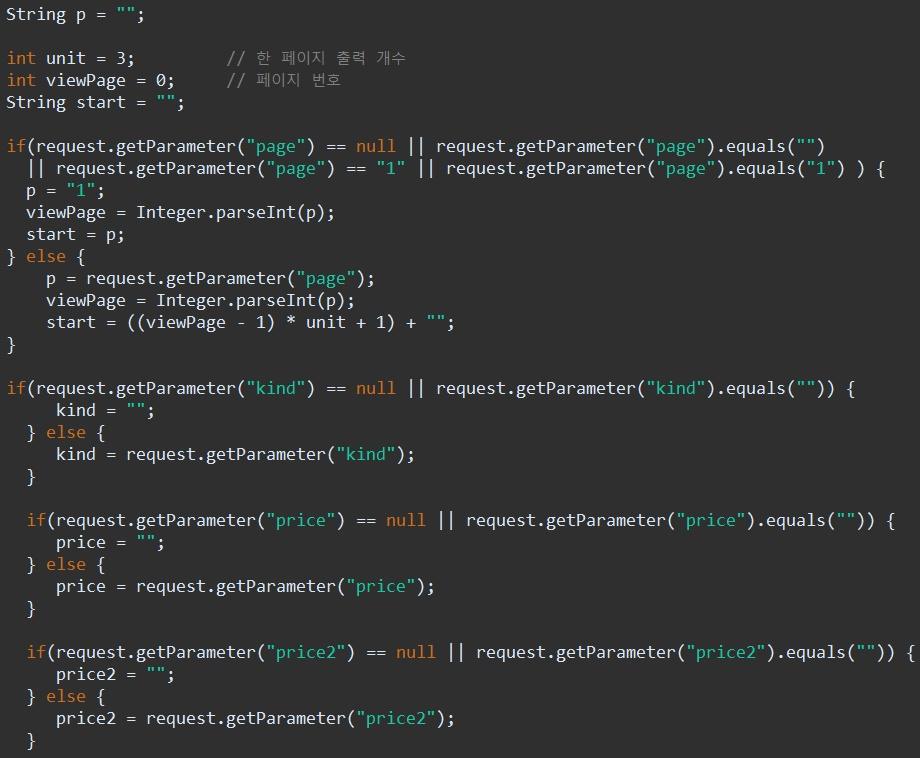 String p = "";
int unit = 3; // 한 페이지 출력 개수
int viewPage = 0; // 페이지 번호
String start = "";
if(request.getParameter("page") == null || request.getParameter("page").equals("")
|| request.getParameter("page") == "1" || request.getParameter("page").equals("1") ) {
p = "1";
viewPage = Integer.parseInt(p);
start = p;
} else {
p = request.getParameter("page");
viewPage = Integer.parseInt(p);
start = ((viewPage - 1) * unit + 1) + "";
}
if(request.getParameter("kind") == null || request.getParameter("kind").equals("")) {
kind = "";
} else {
kind = request.getParameter("kind");
}
if(request.getParameter("price") == null || request.getParameter("price").equals("")) {
price = "";
} else {
price = request.getParameter("price");
}
if(request.getParameter("price2") == null || request.getParameter("price2").equals("")) {
price2 = "";
} else {
price2 = request.getParameter("price2");
}